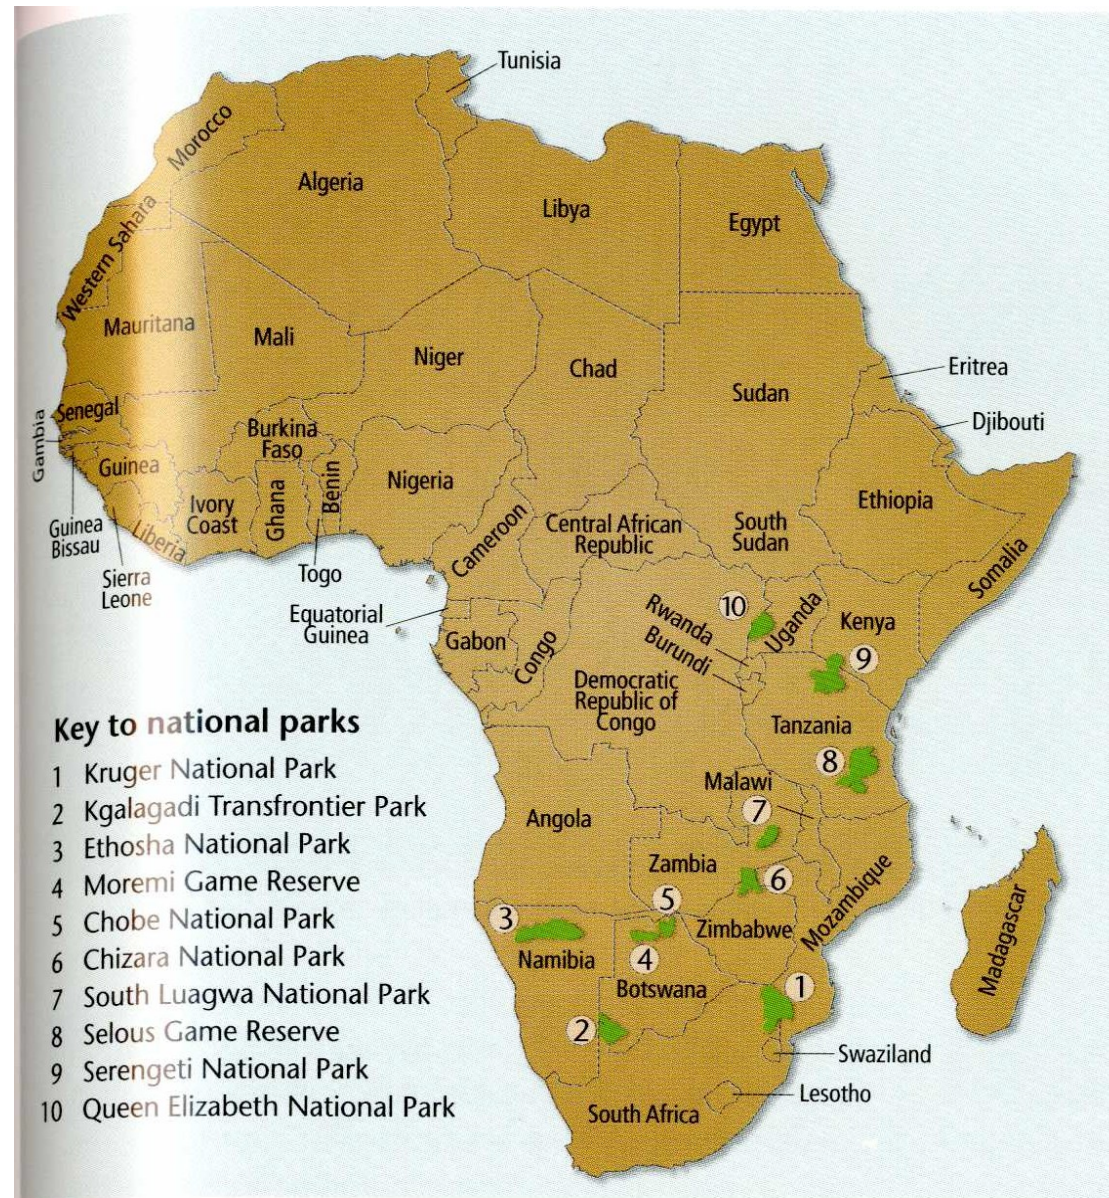 Tunisia
Morocco
Algeria
Libya
Egypt
Western Sahara
Mauritana
Mali
Niger
Chad
Sudan
Eritrea
Djibouti
Gambia
Senegal
Burkina
Faso
Guinea
Nigeria
Benin
Ghana
Ivory
Coast
Ethiopia
Guinea
Bissau
Liberia
Sierra
Leone
Togo
Cameroon
Central African
Republic
South
Sudan
Somalia
Equatorial
Guinea
Gabon
Congo
Rwanda
Burundi
10
Uganda
Kenya
9
Democratic
Republic of
Congo
Tanzania
8
Malawi
7
Angola
Zambia
6
5
3
Namibia
4
Botswana
Zimbabwe
Mozambique
Madagascar
1
2
Swaziland
Lesotho
South Africa
Key to national parks
1 Kruger National Park
2 Kgalagadi Transfrontier Park
3 Ethosha National Park
4 Moremi Game Reserve
5 Chobe National Park
6 Chizara National Park
7 South Luagwa National Park
8 Selous Game Reserve
9 Serengeti National Park
10 Queen Elizabeth National Park